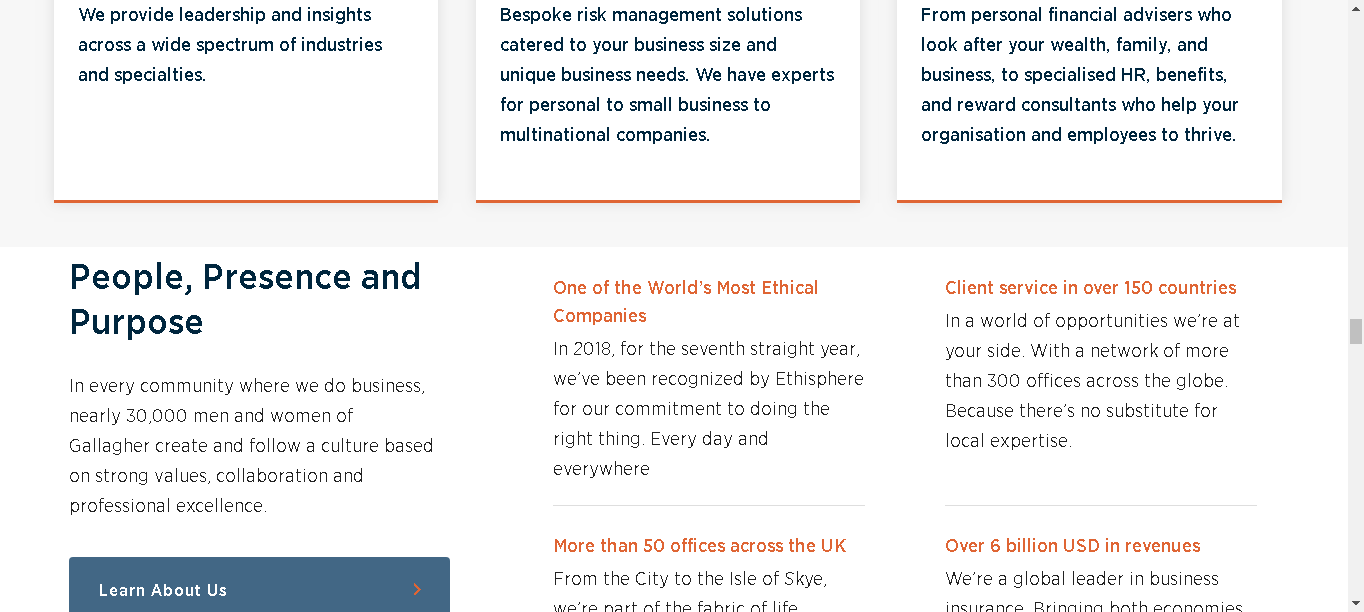 We provide leadership and insights
across a wide spectrum of industries
and specialties.
Bespoke risk management solutions
catered to your business size and
unique business needs. We have experts
for personal to small business to
multinational companies.
From personal financial advisers who
look after your wealth, family, and
business, to specialised HR, benefits,
and reward consultants who help your
organisation and employees to thrive.
People, Presence and
Purpose
In every community where we do business,
nearly 30,000 men and women of
Gallagher create and follow a culture based
on strong values, collaboration and
professional excellence.
Learn About Us
One of the World's Most Ethical
Companies
In 2018, for the seventh straight year,
we've been recognized by Ethisphere
for our commitment to doing the
right thing. Every day and
everywhere
More than 50 offices across the UK
From the City to the Isle of Skye,
we're part of the fabric of life
Client service in over 150 countries
In a world of opportunities we're at
your side. With a network of more
than 300 offices across the globe.
Because there's no substitute for
local expertise.
Over 6 billion USD in revenues
We're a global leader in business
insurance. Bringing both economies